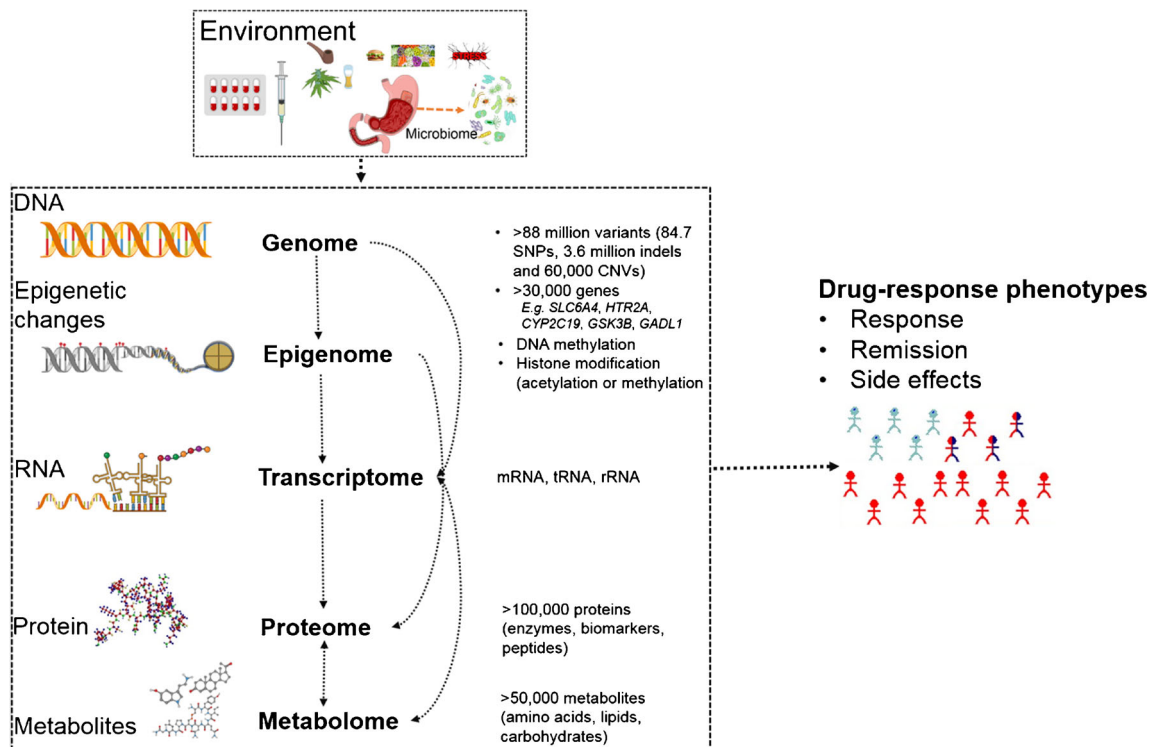 Environment
STRESS
Microbiome
DNA
Genome
• >88 million variants (84.7
SNPs, 3.6 million indels
and 60,000 CNVs)
• >30,000 genes
E.g. SLC6A4, HTR2A,
CYP2C19, GSK3B, GADL1
Epigenetic
changes
Epigenome
• DNA methylation
• Histone modification
(acetylation or methylation
RNA
Transcriptome
mRNA, tRNA, rRNA
Protein
Proteome
>100,000 proteins
(enzymes, biomarkers,
peptides)
Metabolites
Metabolome
>50,000 metabolites
(amino acids, lipids,
carbohydrates)
Drug-response phenotypes
• Response
• Remission
• Side effects